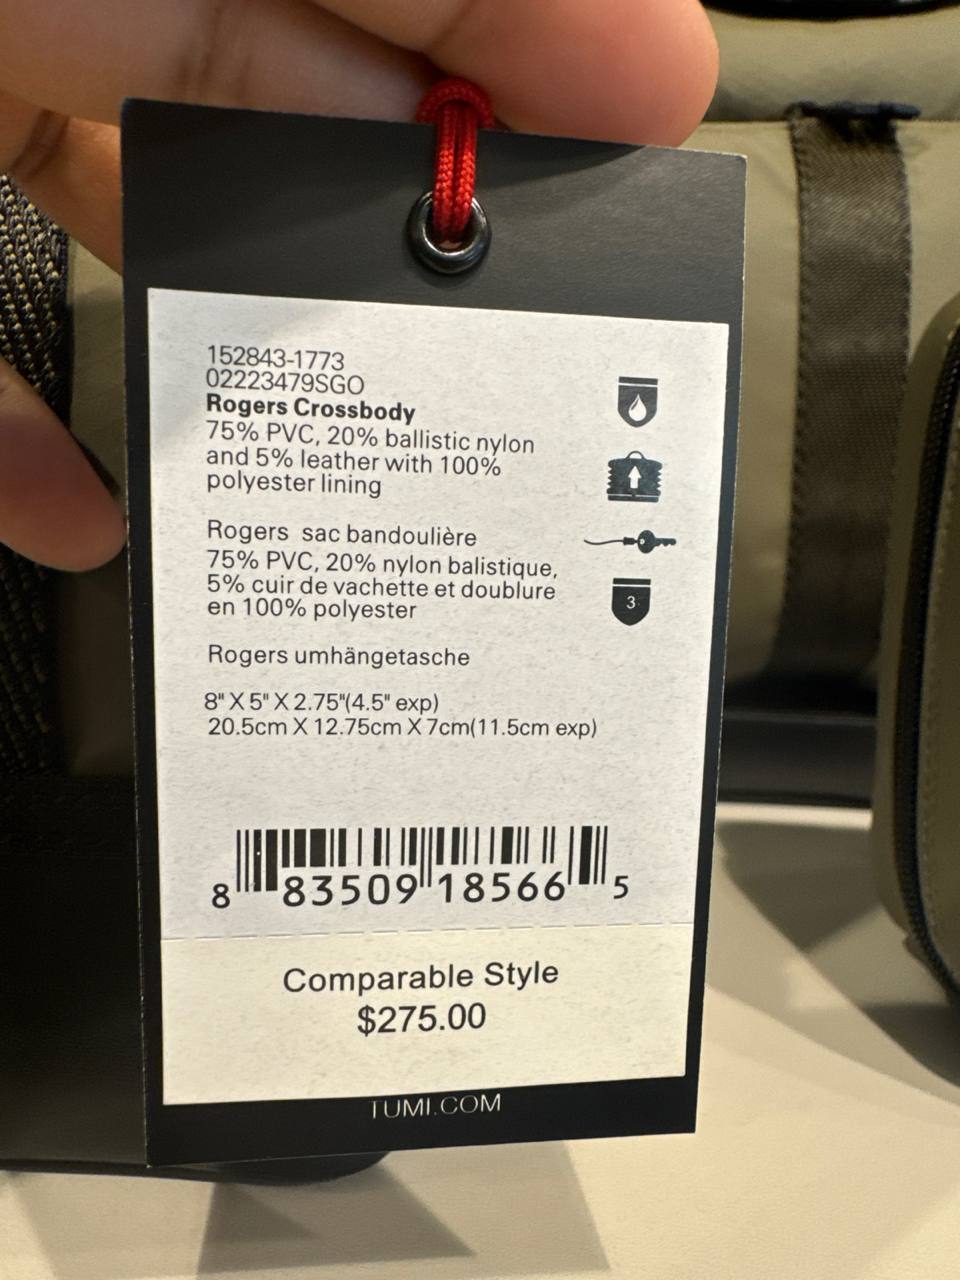 152843-1773
02223479SGO
Rogers Crossbody
75% PVC, 20% ballistic nylon
and 5% leather with 100%
polyester lining
3
Rogers sac bandoulière
75% PVC, 20% nylon balistique,
5% cuir de vachette et doublure
en 100% polyester
Rogers umhängetasche
8" X 5" X 2.75"(4.5" exp)
20.5cm X 12.75cm X 7cm(11.5cm exp)
8 83509 18566 5
Comparable Style
$275.00
TUMI.COM